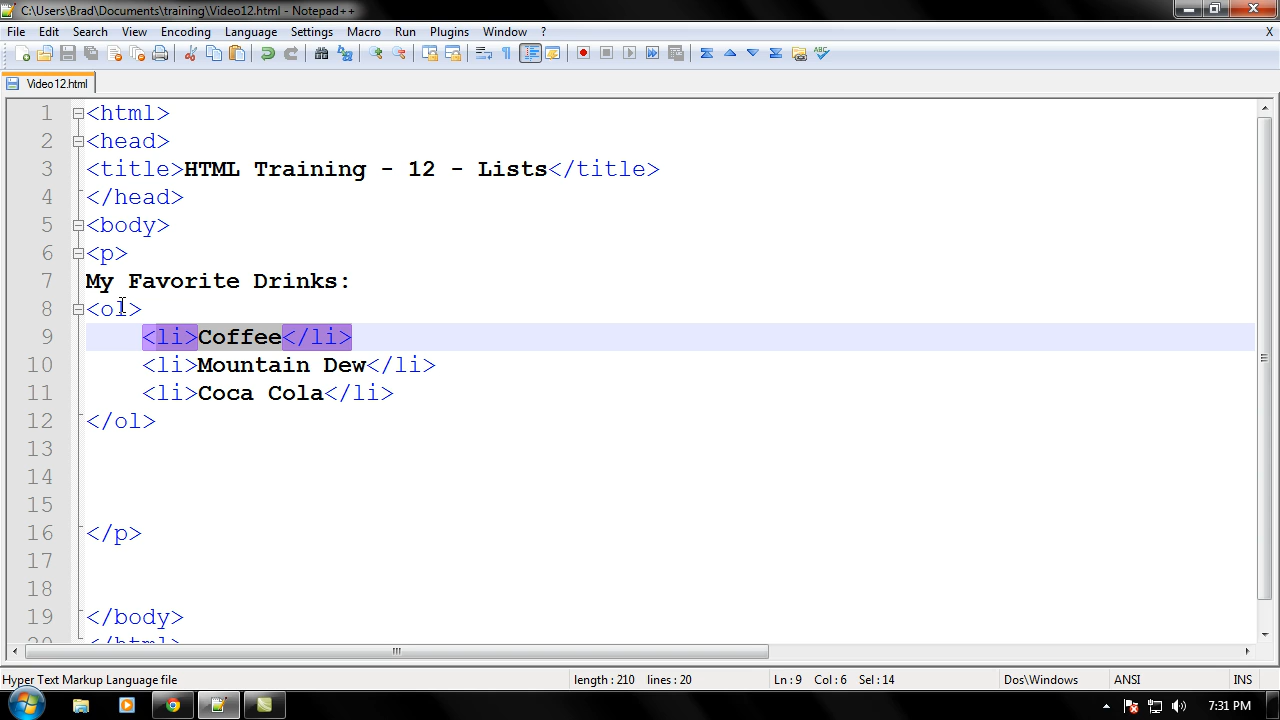 C:\Users\Brad\Documents\training\Video12.html - Notepad++
File Edit Search View Encoding Language Settings Macro Run Plugins Window ? X
Video12.html
1 <html>
2 <head>
3 <title>HTML Training - 12 - Lists</title>
4 </head>
5 <body>
6 <p>
7 My Favorite Drinks:
8 <ol>
9 <li>Coffee</li>
10 <li>Mountain Dew</li>
11 <li>Coca Cola</li>
12 </ol>
13
14
15
16 </p>
17
18
19 </body>
20 </html>
Hyper Text Markup Language file length : 210 lines : 20 Ln : 9 Col : 6 Sel : 14 Dos\Windows ANSI INS
7:31 PM